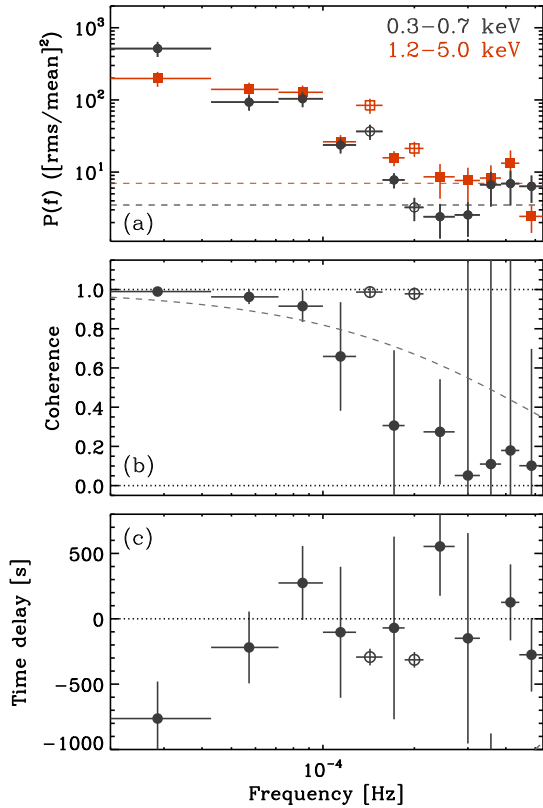 10³
0.3–0.7 keV
1.2–5.0 keV
10²
10¹
P(f) ([rms/mean]²)
(a)
1.0
0.8
0.6
0.4
0.2
0.0
Coherence
(b)
(c)
500
0
−500
−1000
Time delay [s]
10⁻⁴
Frequency [Hz]